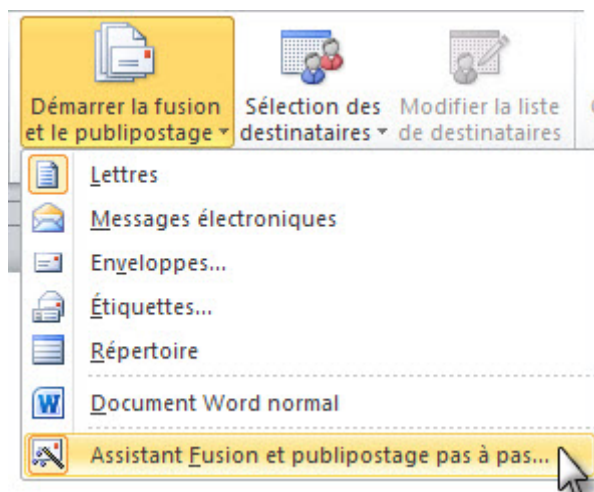 Démarrer la fusion
et le publipostage
Sélection des
destinataires
Modifier la liste
de destinataires
Lettres
Messages électroniques
Enveloppes...
Étiquettes...
Répertoire
Document Word normal
Assistant Fusion et publipostage pas à pas...